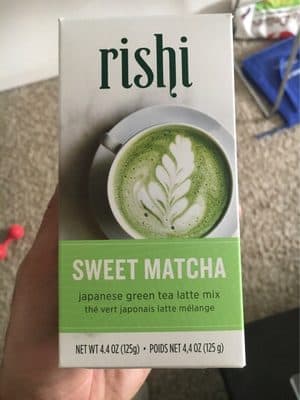 rishi
SWEET MATCHA
japanese green tea latte mix
thé vert japonais latte mélange
NET WT 4.4 OZ (125g) • POIDS NET 4,4 OZ (125 g)